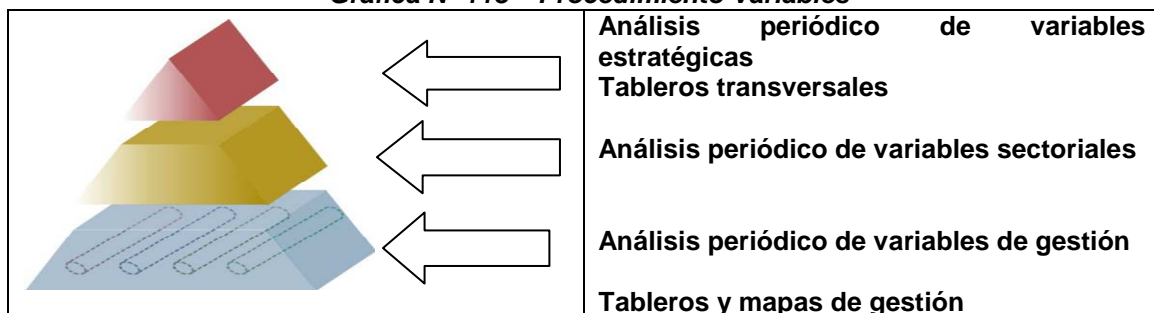 Análisis periódico de variables
estratégicas
Tableros transversales
Análisis periódico de variables sectoriales
Análisis periódico de variables de gestión
Tableros y mapas de gestión